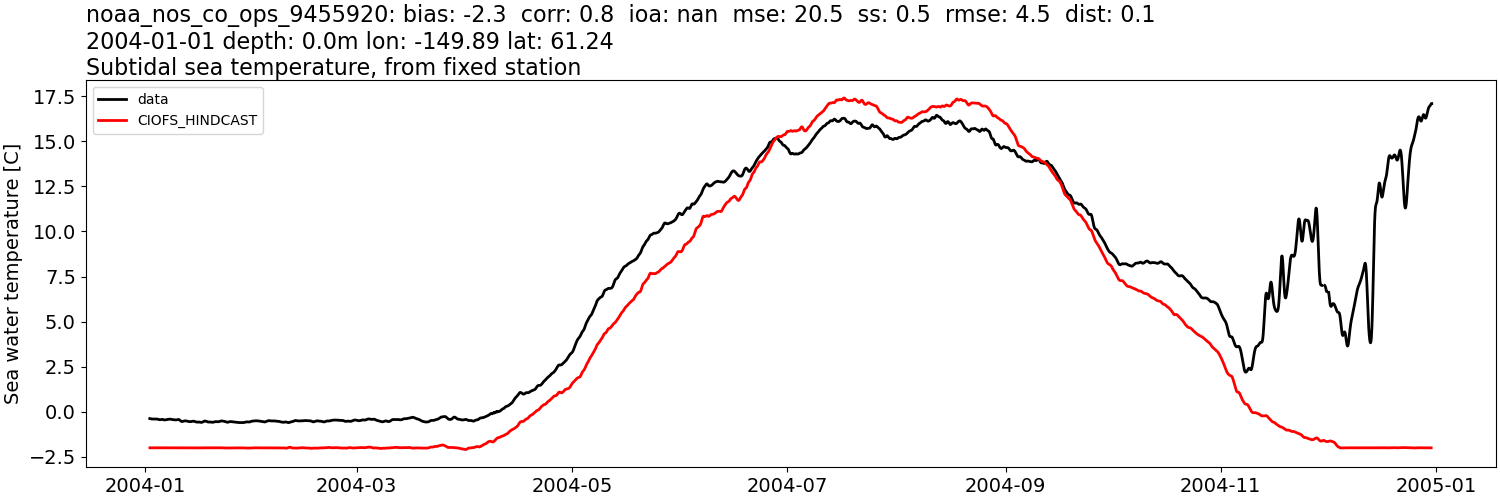 noaa_nos_co_ops_9455920: bias: -2.3  corr: 0.8  ioa: nan  mse: 20.5  ss: 0.5  rmse: 4.5  dist: 0.1
2004-01-01 depth: 0.0m lon: -149.89 lat: 61.24
Subtidal sea temperature, from fixed station
data
CIOFS_HINDCAST
Sea water temperature [C]
17.5
15.0
12.5
10.0
7.5
5.0
2.5
0.0
−2.5
2004-01
2004-03
2004-05
2004-07
2004-09
2004-11
2005-01